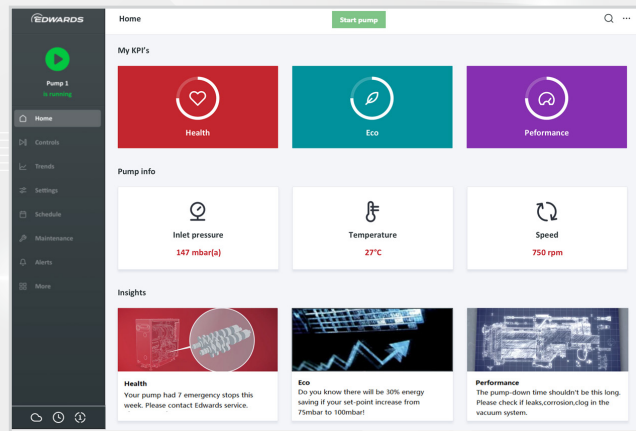 EDWARDS
Home
Start pump
Pump 1
is running
Home
Controls
Trends
Settings
Schedule
Maintenance
Alerts
More
My KPI's
Health
Eco
Peformance
Pump info
Inlet pressure
147 mbar(a)
Temperature
27°C
Speed
750 rpm
Insights
Health
Your pump had 7 emergency stops this
week. Please contact Edwards service.
Eco
Do you know there will be 30% energy
saving if your set-point increase from
75mbar to 100mbar!
Performance
The pump-down time shouldn't be this long.
Please check if leaks,corrosion,clog in the
vacuum system.
1